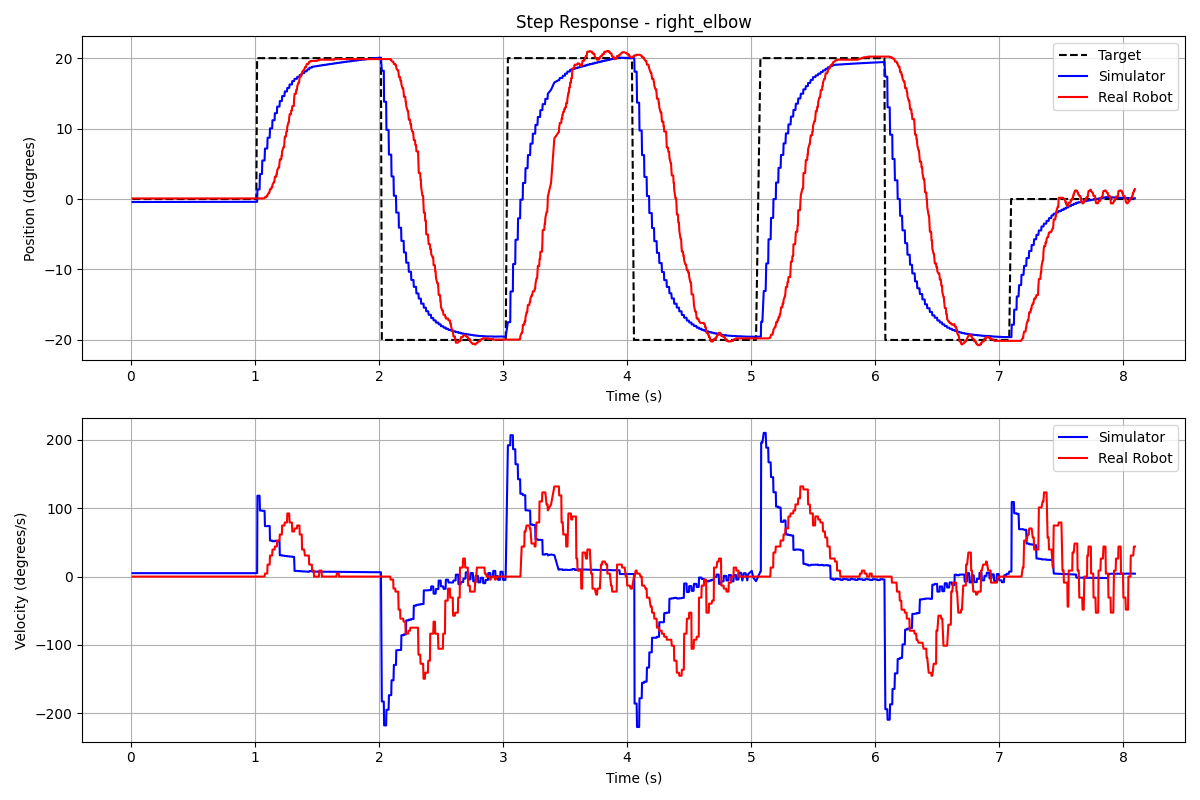 Step Response - right_elbow
Position (degrees)
20
10
0
−10
−20
Target
Simulator
Real Robot
0 1 2 3 4 5 6 7 8
Time (s)
Velocity (degrees/s)
200
100
0
−100
−200
Simulator
Real Robot
0 1 2 3 4 5 6 7 8
Time (s)